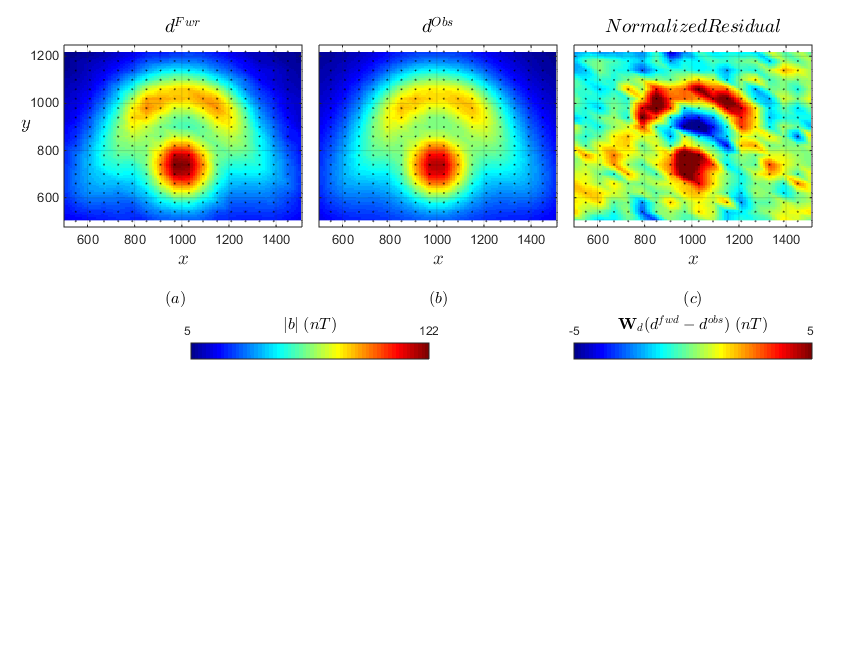 d^{Fwr} d^{Obs} NormalizedResidual
1200
1000
y
800
600
600 800 1000 1200 1400 600 800 1000 1200 1400 600 800 1000 1200 1400
x x x
(a) (b) (c)
5 |b| (nT) 122 -5 W_d(d^{fwd} − d^{obs}) (nT) 5